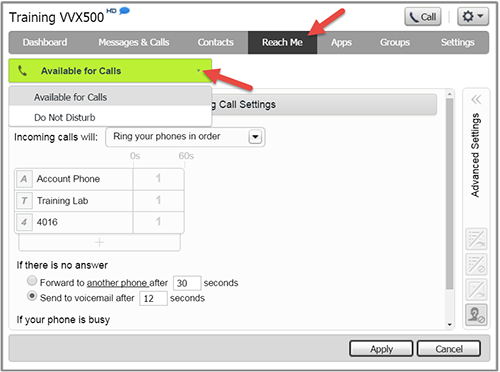 Training VVX500 HD
Call
Dashboard Messages & Calls Contacts Reach Me Apps Groups Settings
Available for Calls
Available for Calls
Do Not Disturb
ng Call Settings
Incoming calls will: Ring your phones in order
0s 60s
A Account Phone 1
T Training Lab 1
4 4016 1
+
If there is no answer
Forward to another phone after 30 seconds
Send to voicemail after 12 seconds
If your phone is busy
Advanced Settings
Apply Cancel